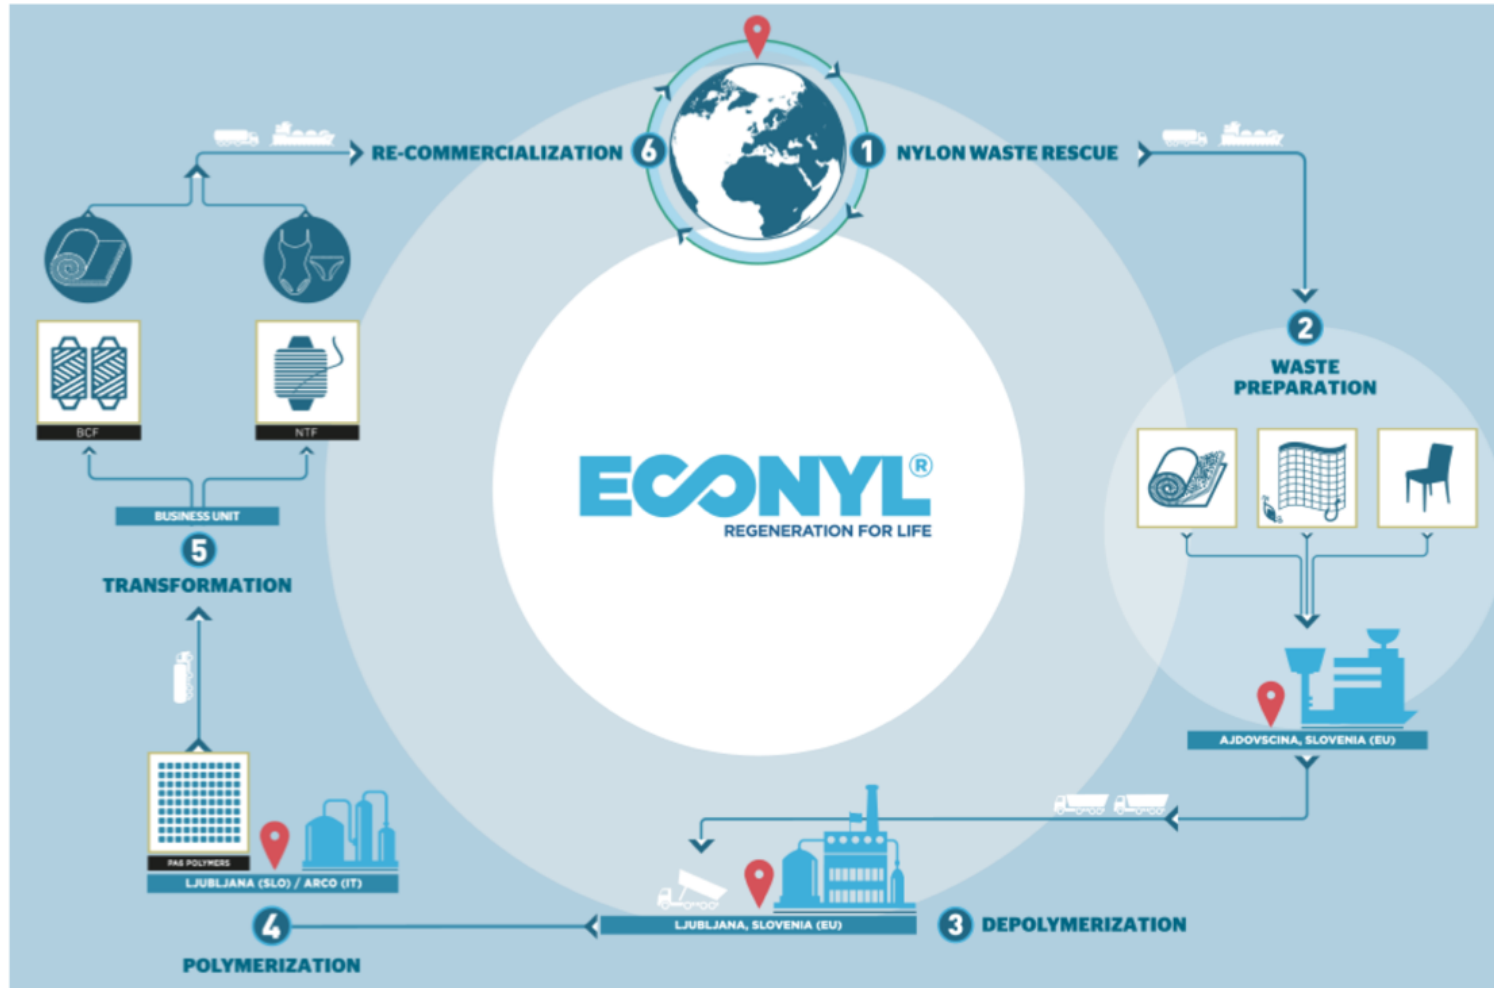 1 NYLON WASTE RESCUE
2
WASTE
PREPARATION
AJDOVSCINA, SLOVENIA (EU)
3 DEPOLYMERIZATION
LJUBLJANA, SLOVENIA (EU)
4
POLYMERIZATION
PA6 POLYMERS
LJUBLJANA (SLO) / ARCO (IT)
5
TRANSFORMATION
BUSINESS UNIT
BCF
NTF
RE-COMMERCIALIZATION 6
ECONYL®
REGENERATION FOR LIFE